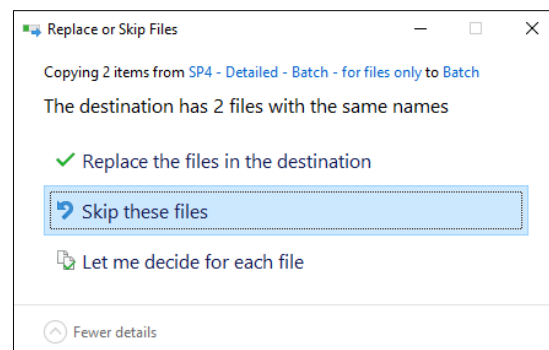 Replace or Skip Files
Copying 2 items from SP4 - Detailed - Batch - for files only to Batch
The destination has 2 files with the same names
Replace the files in the destination
Skip these files
Let me decide for each file
Fewer details